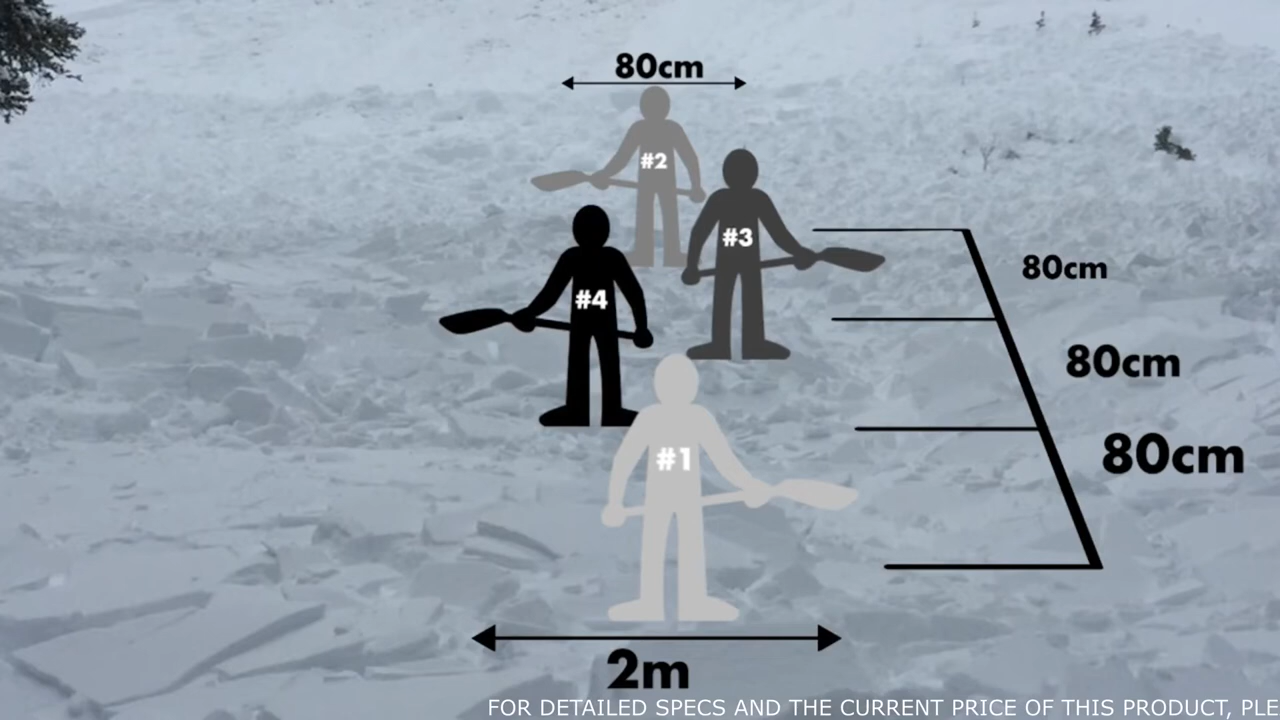 80cm
#2
#3
80cm
#4
80cm
80cm
#1
2m
FOR DETAILED SPECS AND THE CURRENT PRICE OF THIS PRODUCT, PLE